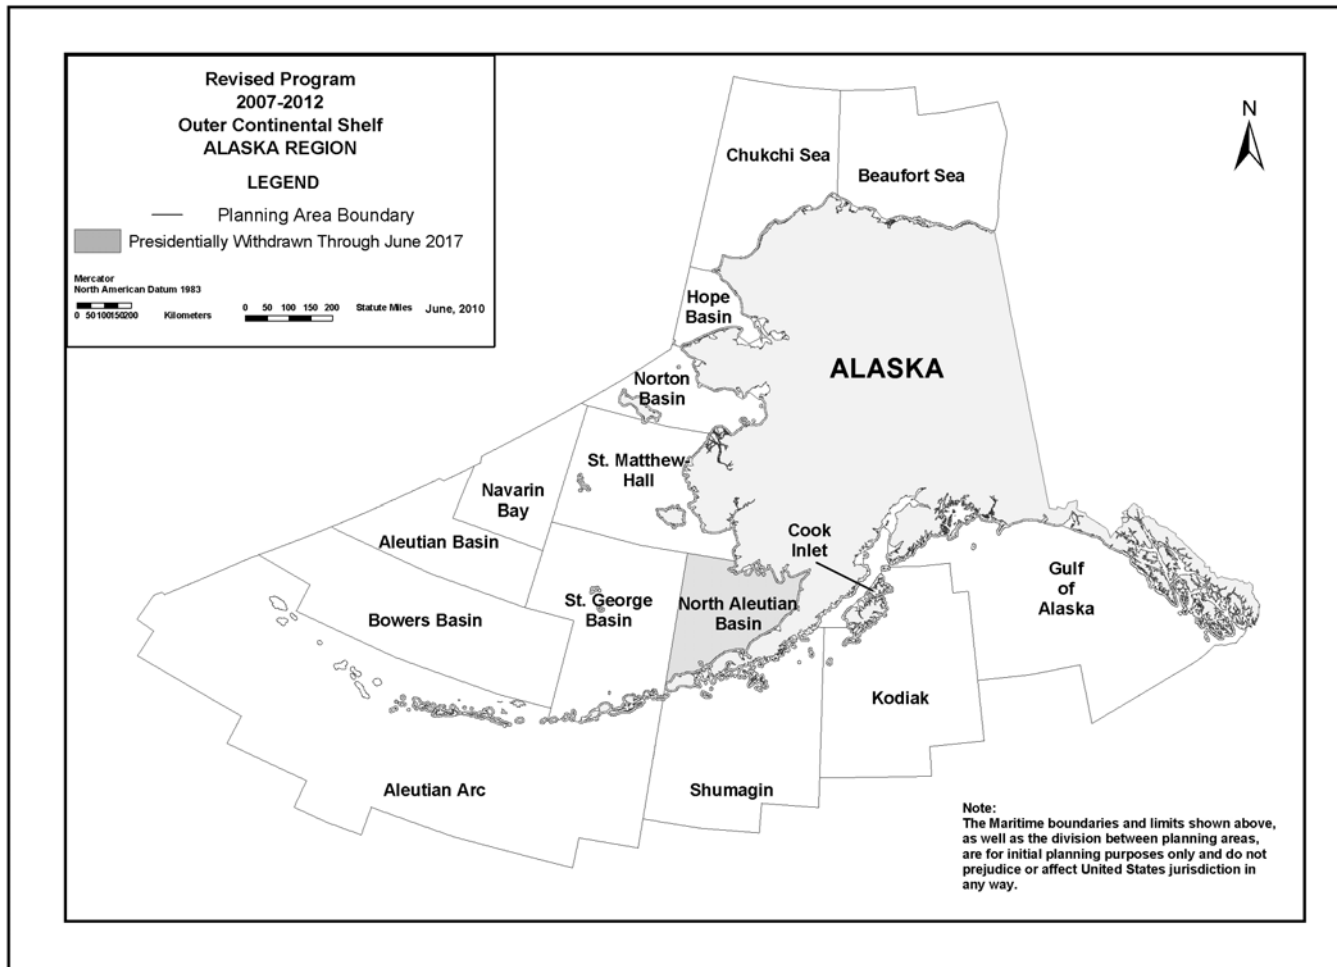 Revised Program
2007-2012
Outer Continental Shelf
ALASKA REGION
LEGEND
Planning Area Boundary
Presidentially Withdrawn Through June 2017
Mercator
North American Datum 1983
0 50 100 150 200 Kilometers
0 50 100 150 200 Statute Miles
June, 2010
N
Chukchi Sea
Beaufort Sea
Hope
Basin
ALASKA
Norton
Basin
St. Matthew-
Hall
Navarin
Bay
Aleutian Basin
Cook
Inlet
Gulf
of
Alaska
St. George
Basin
North Aleutian
Basin
Bowers Basin
Kodiak
Aleutian Arc
Shumagin
Note:
The Maritime boundaries and limits shown above,
as well as the division between planning areas,
are for initial planning purposes only and do not
prejudice or affect United States jurisdiction in
any way.